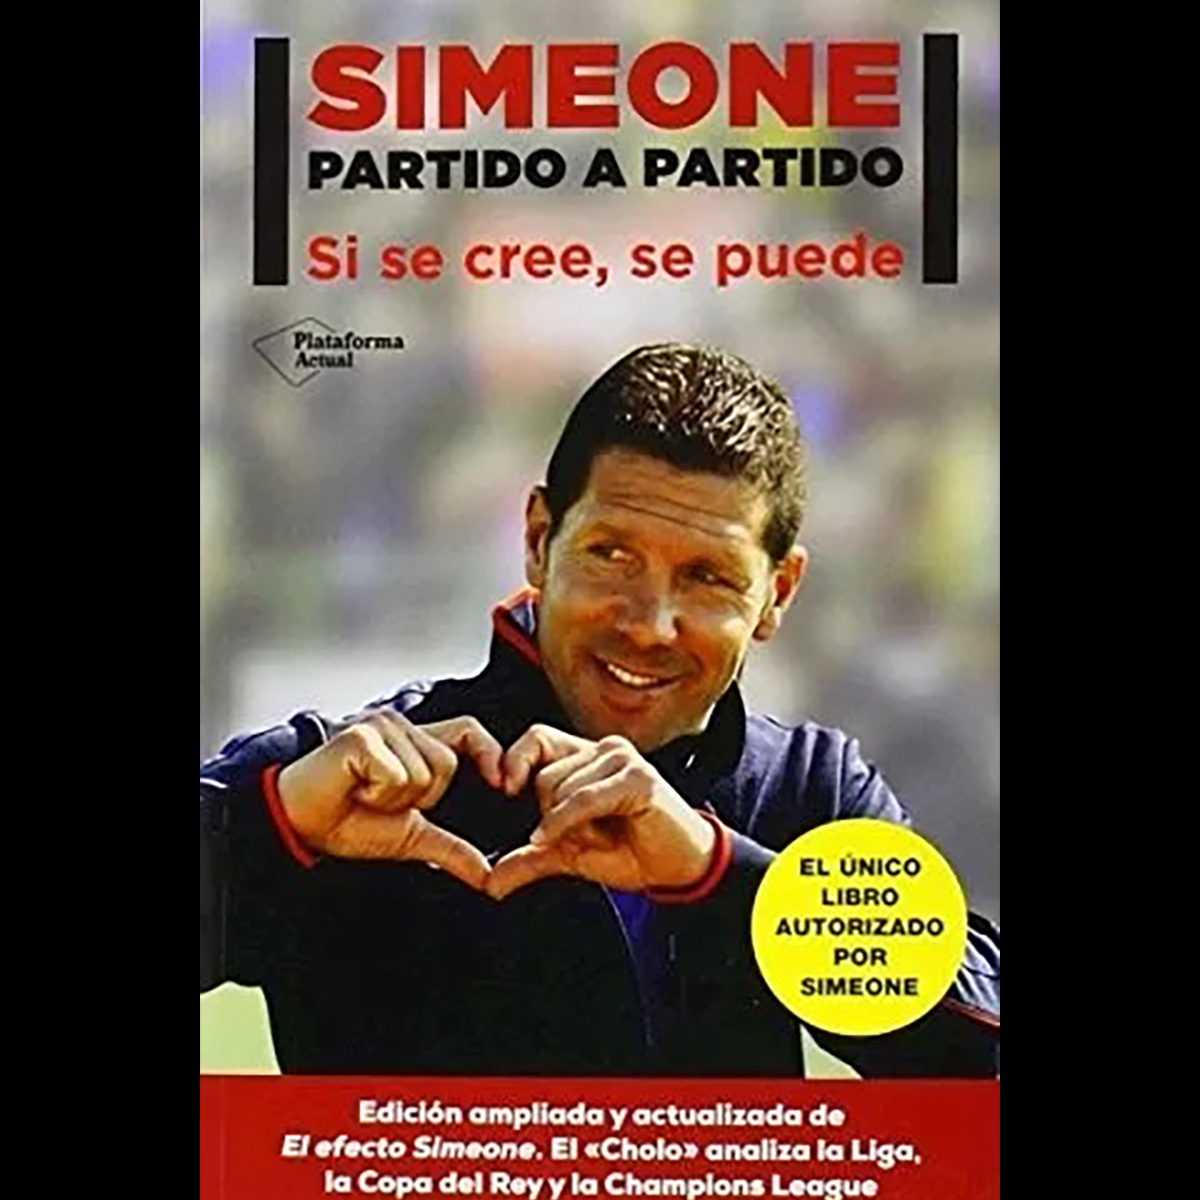 SIMEONE
PARTIDO A PARTIDO
Si se cree, se puede
Plataforma
Actual
EL ÚNICO
LIBRO
AUTORIZADO
POR
SIMEONE
Edición ampliada y actualizada de
El efecto Simeone. El «Cholo» analiza la Liga,
la Copa del Rey y la Champions League